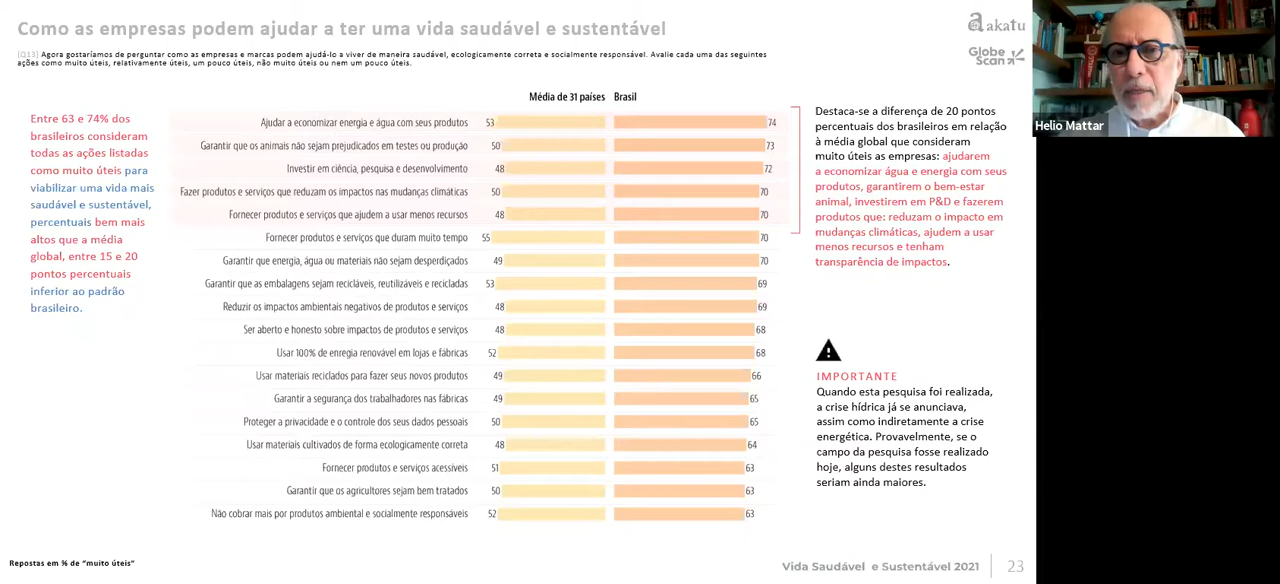 Como as empresas podem ajudar a ter uma vida saudável e sustentável
(Q13) Agora gostaríamos de perguntar como as empresas e marcas podem ajudá-lo a viver de maneira saudável, ecologicamente correta e socialmente responsável. Avalie cada uma das seguintes
ações como muito úteis, relativamente úteis, um pouco úteis, não muito úteis ou nem um pouco úteis.
akatu
Globe
Scan
Helio Mattar
Entre 63 e 74% dos
brasileiros consideram
todas as ações listadas
como muito úteis para
viabilizar uma vida mais
saudável e sustentável,
percentuais bem mais
altos que a média
global, entre 15 e 20
pontos percentuais
inferior ao padrão
brasileiro.
Média de 31 países Brasil
Ajudar a economizar energia e água com seus produtos 53 74
Garantir que os animais não sejam prejudicados em testes ou produção 50 73
Investir em ciência, pesquisa e desenvolvimento 48 72
Fazer produtos e serviços que reduzam os impactos nas mudanças climáticas 50 70
Fornecer produtos e serviços que ajudem a usar menos recursos 48 70
Fornecer produtos e serviços que duram muito tempo 55 70
Garantir que energia, água ou materiais não sejam desperdiçados 49 70
Garantir que as embalagens sejam recicláveis, reutilizáveis e recicladas 53 69
Reduzir os impactos ambientais negativos de produtos e serviços 48 69
Ser aberto e honesto sobre impactos de produtos e serviços 48 68
Usar 100% de enregia renovável em lojas e fábricas 52 68
Usar materiais reciclados para fazer seus novos produtos 49 66
Garantir a segurança dos trabalhadores nas fábricas 49 65
Proteger a privacidade e o controle dos seus dados pessoais 50 65
Usar materiais cultivados de forma ecologicamente correta 48 64
Fornecer produtos e serviços acessíveis 51 63
Garantir que os agricultores sejam bem tratados 50 63
Não cobrar mais por produtos ambiental e socialmente responsáveis 52 63
Destaca-se a diferença de 20 pontos
percentuais dos brasileiros em relação
à média global que consideram
muito úteis as empresas: ajudarem
a economizar água e energia com seus
produtos, garantirem o bem-estar
animal, investirem em P&D e fazerem
produtos que: reduzam o impacto em
mudanças climáticas, ajudem a usar
menos recursos e tenham
transparência de impactos.
IMPORTANTE
Quando esta pesquisa foi realizada,
a crise hídrica já se anunciava,
assim como indiretamente a crise
energética. Provavelmente, se o
campo da pesquisa fosse realizado
hoje, alguns destes resultados
seriam ainda maiores.
Repostas em % de “muito úteis”
Vida Saudável e Sustentável 2021 23